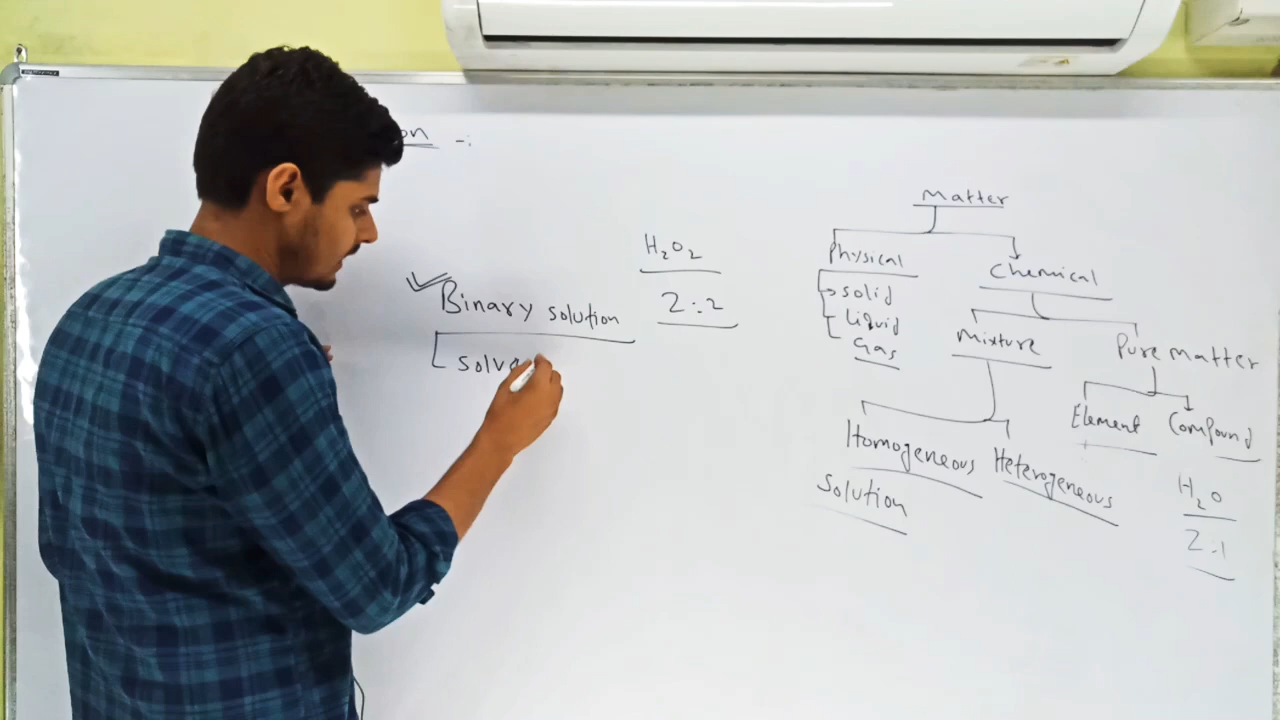 Binary solution
solve
H₂O₂
2:2
Matter
Physical
solid
liquid
Gas
Chemical
Mixture
Pure matter
Element
Compound
Homogeneous
Heterogeneous
Solution
H₂O
2:1